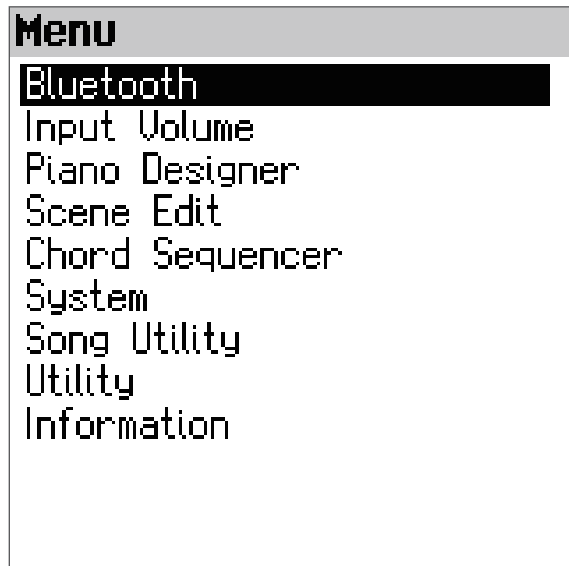 Menu
Bluetooth
Input Volume
Piano Designer
Scene Edit
Chord Sequencer
System
Song Utility
Utility
Information